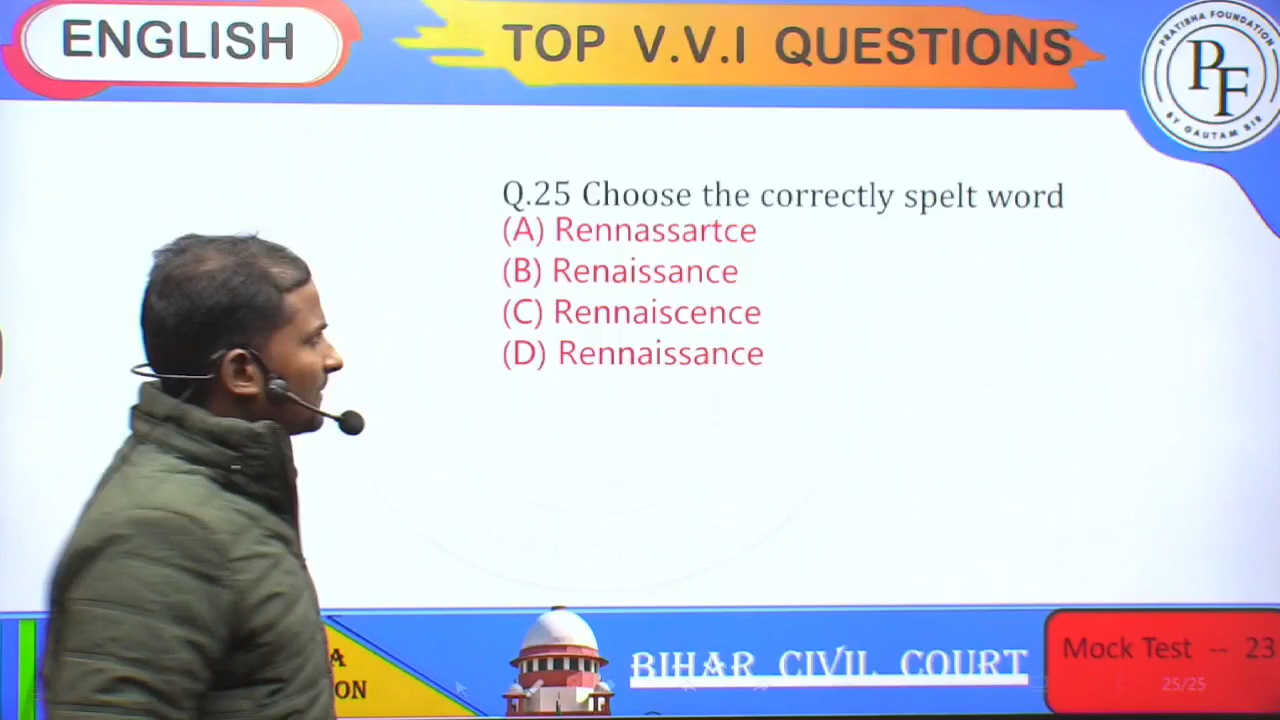 ENGLISH
TOP V.V.I QUESTIONS
PRATIBHA FOUNDATION
PF
BY GAUTAM SIR
Q.25 Choose the correctly spelt word
(A) Rennassartce
(B) Renaissance
(C) Rennaiscence
(D) Rennaissance
A
ON
BIHAR CIVIL COURT
Mock Test -- 23
25/25